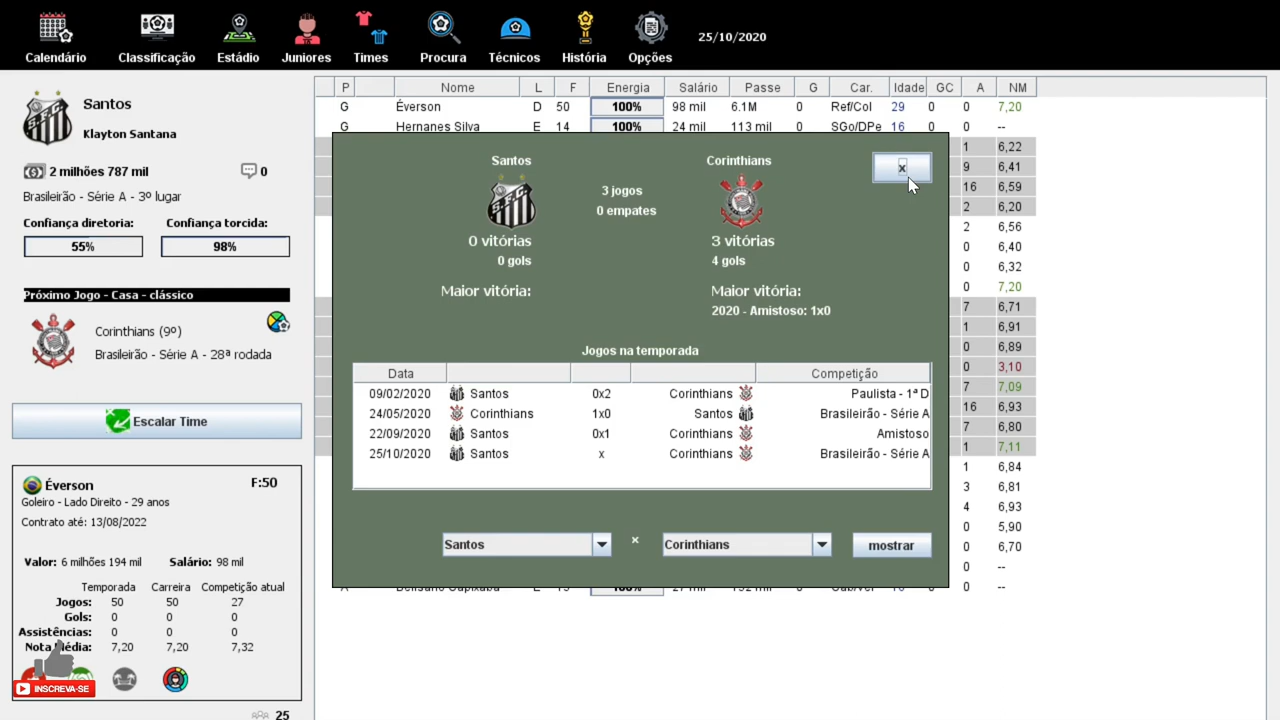 Calendário Classificação Estádio Juniores Times Procura Técnicos História Opções 25/10/2020
Santos
Klayton Santana
2 milhões 787 mil 0
Brasileirão - Série A - 3º lugar
Confiança diretoria: Confiança torcida:
55% 98%
Próximo Jogo - Casa - clássico
Corinthians (9º)
Brasileirão - Série A - 28ª rodada
Escalar Time
Éverson F:50
Goleiro - Lado Direito - 29 anos
Contrato até: 13/08/2022
Valor: 6 milhões 194 mil Salário: 98 mil
Temporada Carreira Competição atual
Jogos: 50 50 27
Gols: 0 0 0
Assistências: 0 0 0
Nota Média: 7,20 7,20 7,32
INSCREVA-SE
25
P Nome L F Energia Salário Passe G Car. Idade GC A NM
G Éverson D 50 100% 98 mil 6.1M 0 Ref/Col 29 0 0 7,20
G Hernanes Silva E 14 100% 24 mil 113 mil 0 SGo/DPe 16 0 0 --
1 6,22
9 6,41
16 6,59
2 6,20
2 6,56
0 6,40
0 6,32
0 7,20
7 6,71
1 6,91
0 6,89
0 3,10
7 7,09
16 6,93
7 6,80
1 7,11
1 6,84
3 6,81
4 6,93
0 5,90
0 6,70
0 --
0 --
Santos Corinthians
x
3 jogos
0 empates
0 vitórias 3 vitórias
0 gols 4 gols
Maior vitória: Maior vitória:
2020 - Amistoso: 1x0
Jogos na temporada
Data Competição
09/02/2020 Santos 0x2 Corinthians Paulista - 1ª D
24/05/2020 Corinthians 1x0 Santos Brasileirão - Série A
22/09/2020 Santos 0x1 Corinthians Amistoso
25/10/2020 Santos x Corinthians Brasileirão - Série A
Santos × Corinthians mostrar